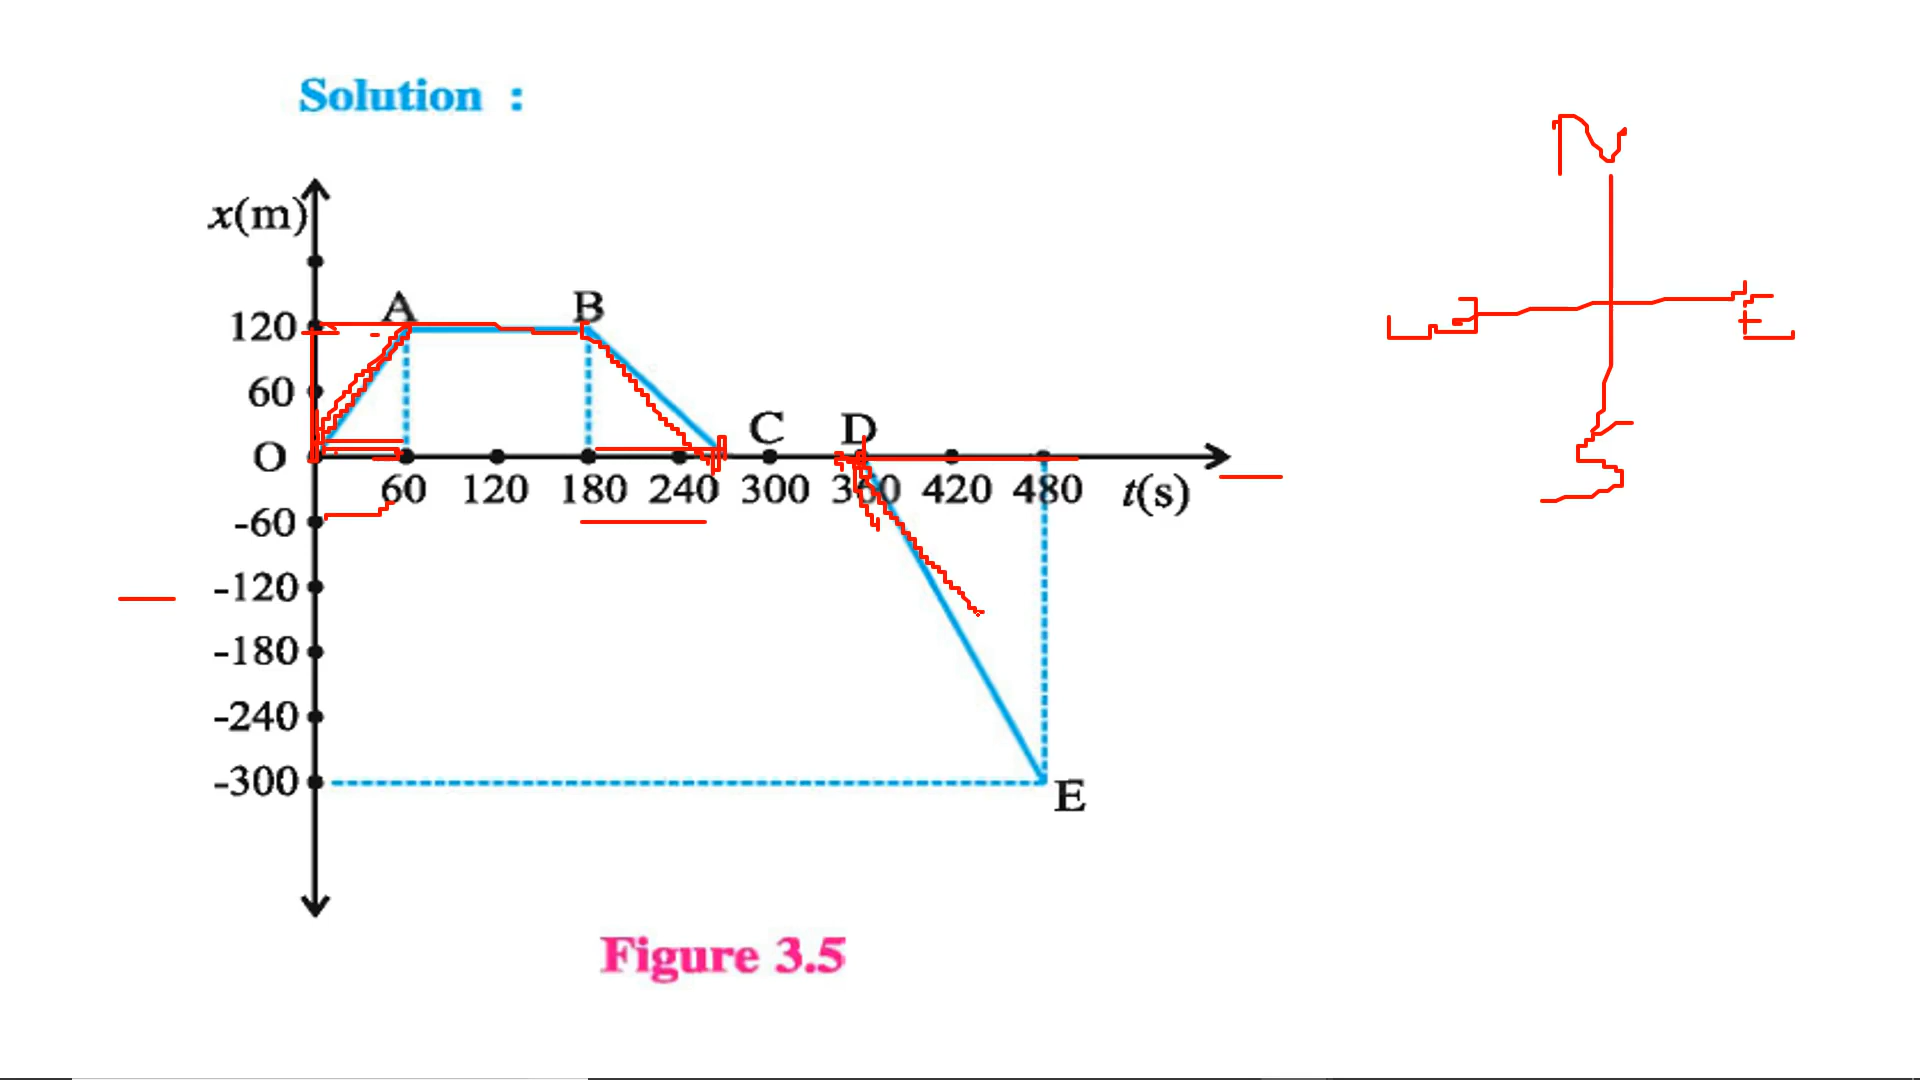 Solution :
x(m)
A B
120
60
C D
O
60 120 180 240 300 360 420 480 t(s)
-60
-120
-180
-240
-300
E
Figure 3.5
N
E
S